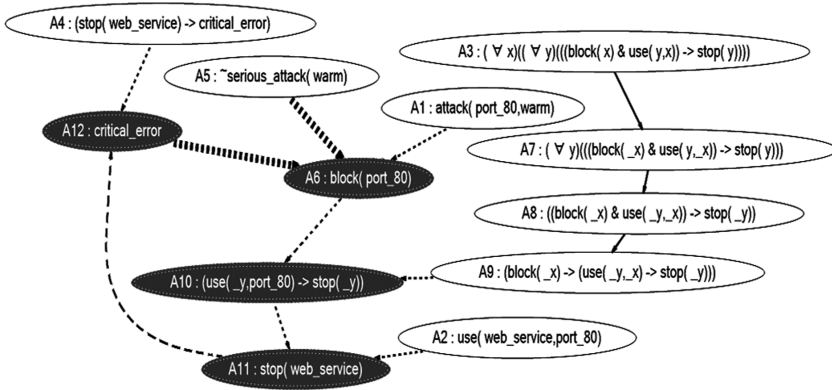 A4 : (stop( web_service) -> critical_error)
A3 : ( ∀ x)(( ∀ y)(((block( x) & use( y,x)) -> stop( y))))
A5 : ~serious_attack( warm)
A1 : attack( port_80,warm)
A12 : critical_error
A7 : ( ∀ y)(((block( _x) & use( y,_x)) -> stop( y)))
A6 : block( port_80)
A8 : ((block( _x) & use( _y,_x)) -> stop( _y))
A10 : (use( _y,port_80) -> stop( _y))
A9 : (block( _x) -> (use( _y,_x) -> stop( _y)))
A2 : use( web_service,port_80)
A11 : stop( web_service)